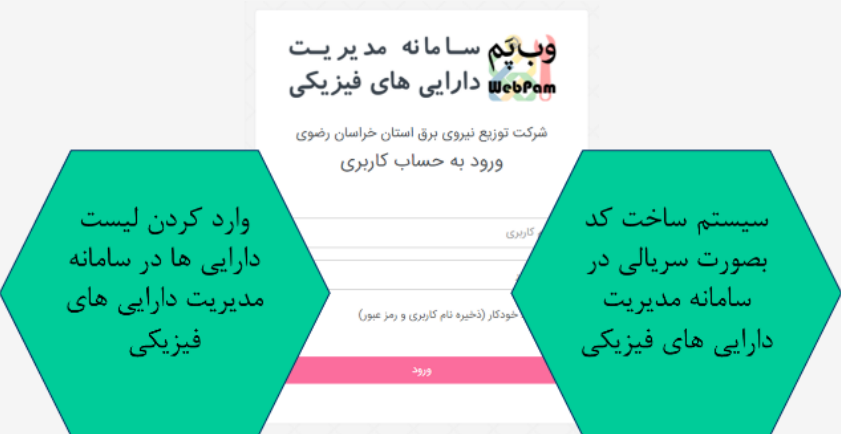 وب‌پَم سامانه مدیریت
WebPam دارایی های فیزیکی
شرکت توزیع نیروی برق استان خراسان رضوی
ورود به حساب کاربری
کاربری
خودکار (ذخیره نام کاربری و رمز عبور)
ورود
سیستم ساخت کد
بصورت سریالی در
سامانه مدیریت
دارایی های فیزیکی
وارد کردن لیست
دارایی ها در سامانه
مدیریت دارایی های
فیزیکی